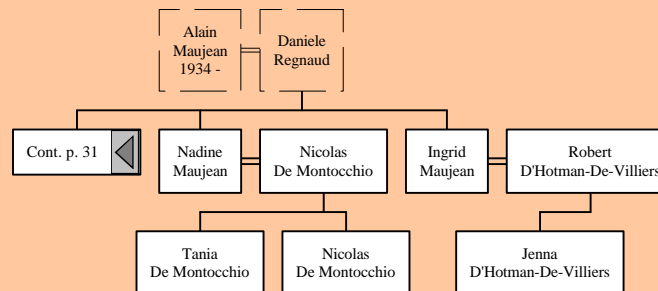 Alain
Maujean
1934 -
Daniele
Regnaud
Cont. p. 31
Nadine
Maujean
Nicolas
De Montocchio
Ingrid
Maujean
Robert
D'Hotman-De-Villiers
Tania
De Montocchio
Nicolas
De Montocchio
Jenna
D'Hotman-De-Villiers